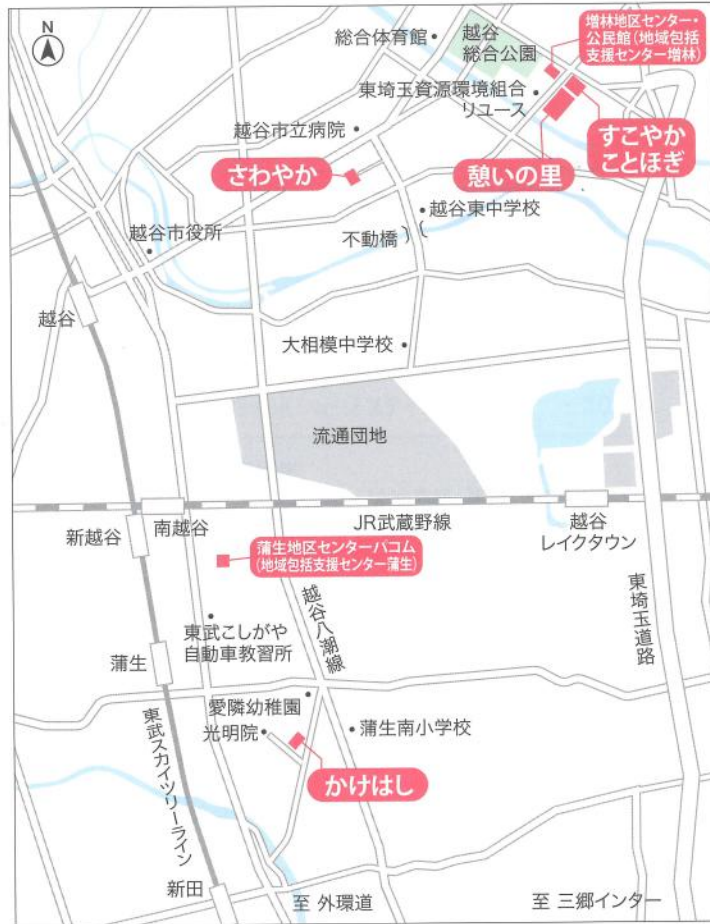 N
総合体育館
越谷
総合公園
増林地区センター・
公民館(地域包括
支援センター増林)
東埼玉資源環境組合
リユース
越谷市立病院
さわやか
憩いの里
すこやか
ことほぎ
越谷東中学校
越谷市役所
不動橋
越谷
大相模中学校
流通団地
新越谷
南越谷
JR武蔵野線
越谷
レイクタウン
蒲生地区センターパコム
(地域包括支援センター蒲生)
東埼玉道路
越谷八潮線
東武こしがや
自動車教習所
蒲生
愛隣幼稚園
光明院
蒲生南小学校
東武スカイツリーライン
かけはし
新田
至 外環道
至 三郷インター